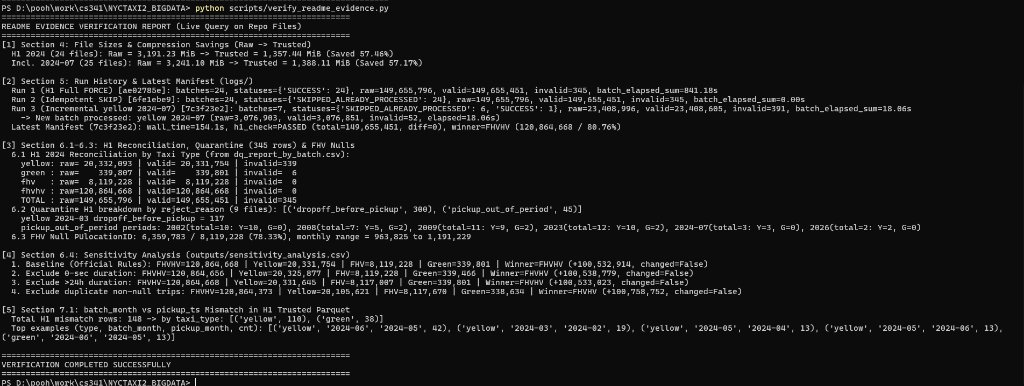 PS D:\pooh\work\cs341\NYCTAXI2_BIGDATA> python scripts/verify_readme_evidence.py
======================================================================
README EVIDENCE VERIFICATION REPORT (Live Query on Repo Files)
======================================================================
[1] Section 4: File Sizes & Compression Savings (Raw -> Trusted)
H1 2024 (24 files): Raw = 3,191.23 MiB -> Trusted = 1,357.44 MiB (Saved 57.46%)
Incl. 2024-07 (25 files): Raw = 3,241.10 MiB -> Trusted = 1,388.11 MiB (Saved 57.17%)
[2] Section 5: Run History & Latest Manifest (logs/)
Run 1 (H1 Full FORCE) [ae02785e]: batches=24, statuses={'SUCCESS': 24}, raw=149,655,796, valid=149,655,451, invalid=345, batch_elapsed_sum=841.18s
Run 2 (Idempotent SKIP) [6fe1ebe9]: batches=24, statuses={'SKIPPED_ALREADY_PROCESSED': 24}, raw=149,655,796, valid=149,655,451, invalid=345, batch_elapsed_sum=0.00s
Run 3 (Incremental yellow 2024-07) [7c3f23e2]: batches=7, statuses={'SKIPPED_ALREADY_PROCESSED': 6, 'SUCCESS': 1}, raw=23,408,996, valid=23,408,605, invalid=391, batch_elapsed_sum=18.06s
-> New batch processed: yellow 2024-07 (raw=3,076,903, valid=3,076,851, invalid=52, elapsed=18.06s)
Latest Manifest (7c3f23e2): wall_time=154.1s, h1_check=PASSED (total=149,655,451, diff=0), winner=FHVHV (120,864,668 / 80.76%)
[3] Section 6.1-6.3: H1 Reconciliation, Quarantine (345 rows) & FHV Nulls
6.1 H1 2024 Reconciliation by Taxi Type (from dq_report_by_batch.csv):
yellow: raw= 20,332,093 | valid= 20,331,754 | invalid=339
green : raw=    339,807 | valid=    339,801 | invalid=  6
fhv   : raw=  8,119,228 | valid=  8,119,228 | invalid=  0
fhvhv : raw=120,864,668 | valid=120,864,668 | invalid=  0
TOTAL : raw=149,655,796 | valid=149,655,451 | invalid=345
6.2 Quarantine H1 breakdown by reject_reason (9 files): [('dropoff_before_pickup', 300), ('pickup_out_of_period', 45)]
yellow 2024-03 dropoff_before_pickup = 117
pickup_out_of_period periods: 2002(total=10: Y=10, G=0), 2008(total=7: Y=5, G=2), 2009(total=11: Y=9, G=2), 2023(total=12: Y=10, G=2), 2024-07(total=3: Y=3, G=0), 2026(total=2: Y=2, G=0)
6.3 FHV Null PUlocationID: 6,359,783 / 8,119,228 (78.33%), monthly range = 963,825 to 1,191,229
[4] Section 6.4: Sensitivity Analysis (outputs/sensitivity_analysis.csv)
1. Baseline (Official Rules): FHVHV=120,864,668 | Yellow=20,331,754 | FHV=8,119,228 | Green=339,801 | Winner=FHVHV (+100,532,914, changed=False)
2. Exclude 0-sec duration: FHVHV=120,864,656 | Yellow=20,325,877 | FHV=8,119,228 | Green=339,466 | Winner=FHVHV (+100,538,779, changed=False)
3. Exclude >24h duration: FHVHV=120,864,668 | Yellow=20,331,645 | FHV=8,117,007 | Green=339,801 | Winner=FHVHV (+100,533,023, changed=False)
4. Exclude duplicate non-null trips: FHVHV=120,864,373 | Yellow=20,105,621 | FHV=8,117,670 | Green=338,634 | Winner=FHVHV (+100,758,752, changed=False)
[5] Section 7.1: batch_month vs pickup_ts Mismatch in H1 Trusted Parquet
Total H1 mismatch rows: 148 -> by taxi_type: [('yellow', 110), ('green', 38)]
Top examples (type, batch_month, pickup_month, cnt): [('yellow', '2024-06', '2024-05', 42), ('yellow', '2024-03', '2024-02', 19), ('yellow', '2024-05', '2024-04', 13), ('yellow', '2024-05', '2024-06', 13),
('green', '2024-06', '2024-05', 13)]
======================================================================
VERIFICATION COMPLETED SUCCESSFULLY
======================================================================
PS D:\pooh\work\cs341\NYCTAXI2_BIGDATA>